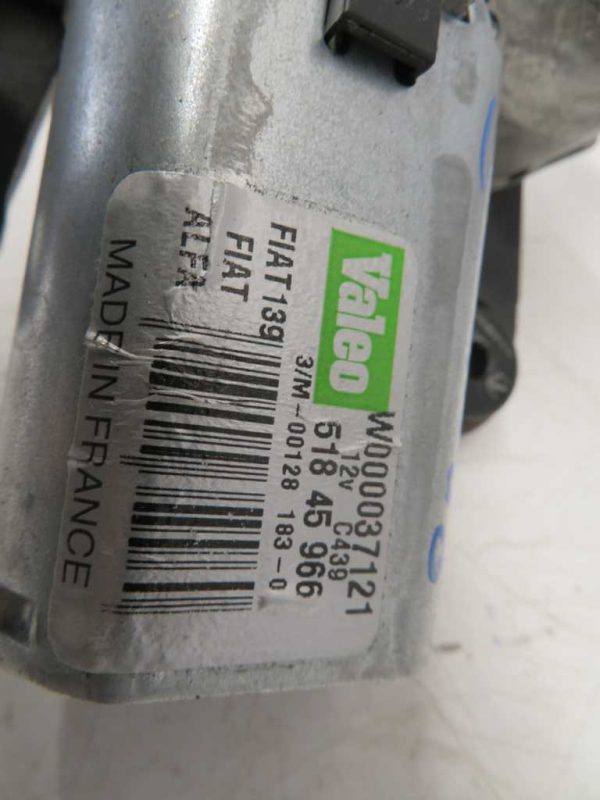 Valeo
W000037121
12V C439
518 45 966
3/M-00128 183-0
FIAT139
FIAT
ALFA
MADE IN FRANCE